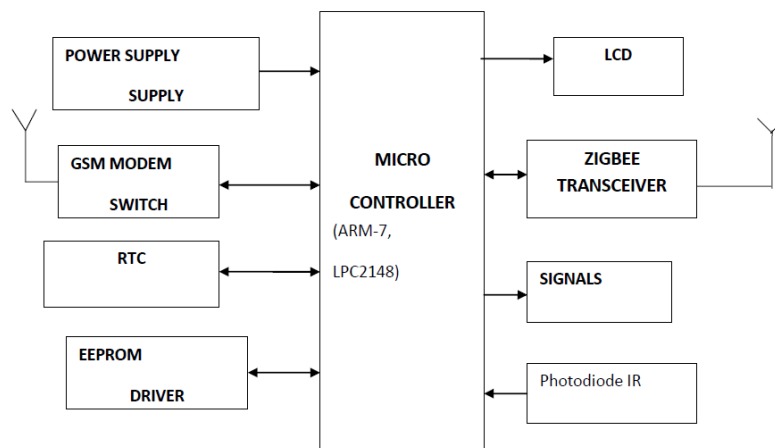 POWER SUPPLY
SUPPLY
GSM MODEM
SWITCH
RTC
EEPROM
DRIVER
MICRO
CONTROLLER
(ARM-7,
LPC2148)
LCD
ZIGBEE
TRANSCEIVER
SIGNALS
Photodiode IR